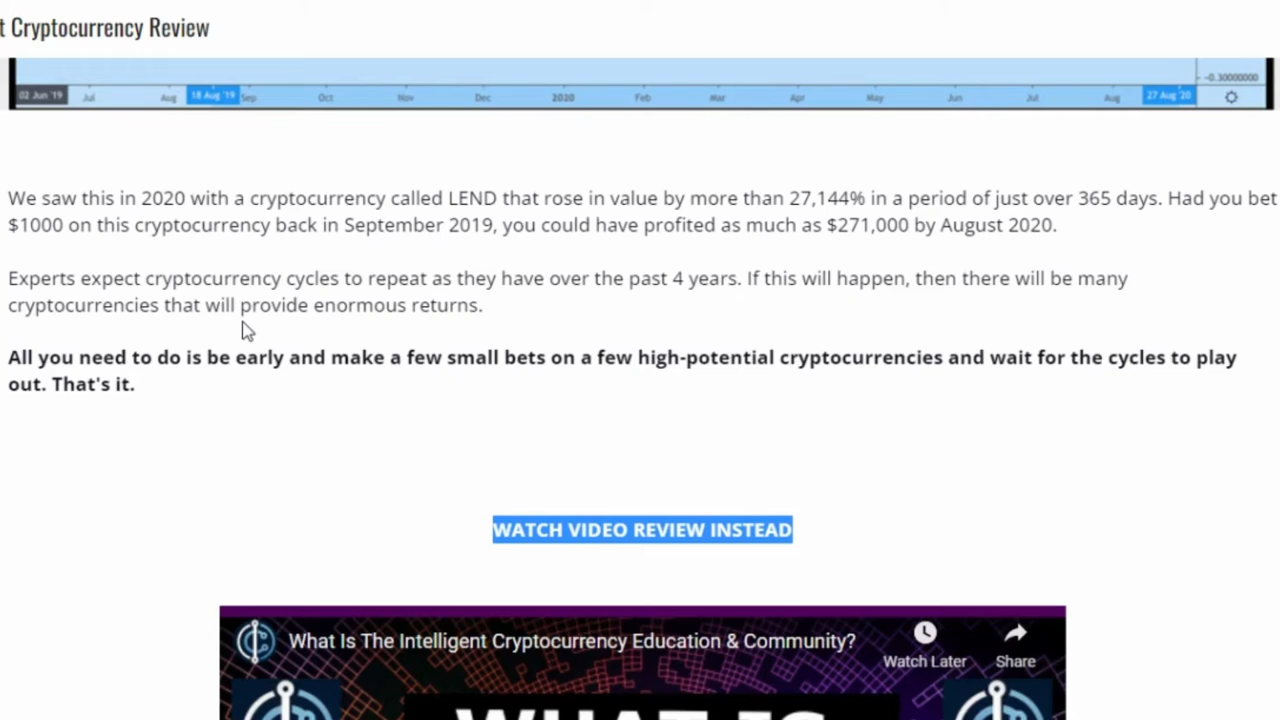 t Cryptocurrency Review
-0.30000000
02 Jun '19 Jul Aug 18 Aug '19 Sep Oct Nov Dec 2020 Feb Mar Apr May Jun Jul Aug 27 Aug '20
We saw this in 2020 with a cryptocurrency called LEND that rose in value by more than 27,144% in a period of just over 365 days. Had you bet
$1000 on this cryptocurrency back in September 2019, you could have profited as much as $271,000 by August 2020.
Experts expect cryptocurrency cycles to repeat as they have over the past 4 years. If this will happen, then there will be many
cryptocurrencies that will provide enormous returns.
All you need to do is be early and make a few small bets on a few high-potential cryptocurrencies and wait for the cycles to play
out. That's it.
WATCH VIDEO REVIEW INSTEAD
What Is The Intelligent Cryptocurrency Education & Community?
Watch Later Share
WHAT IS